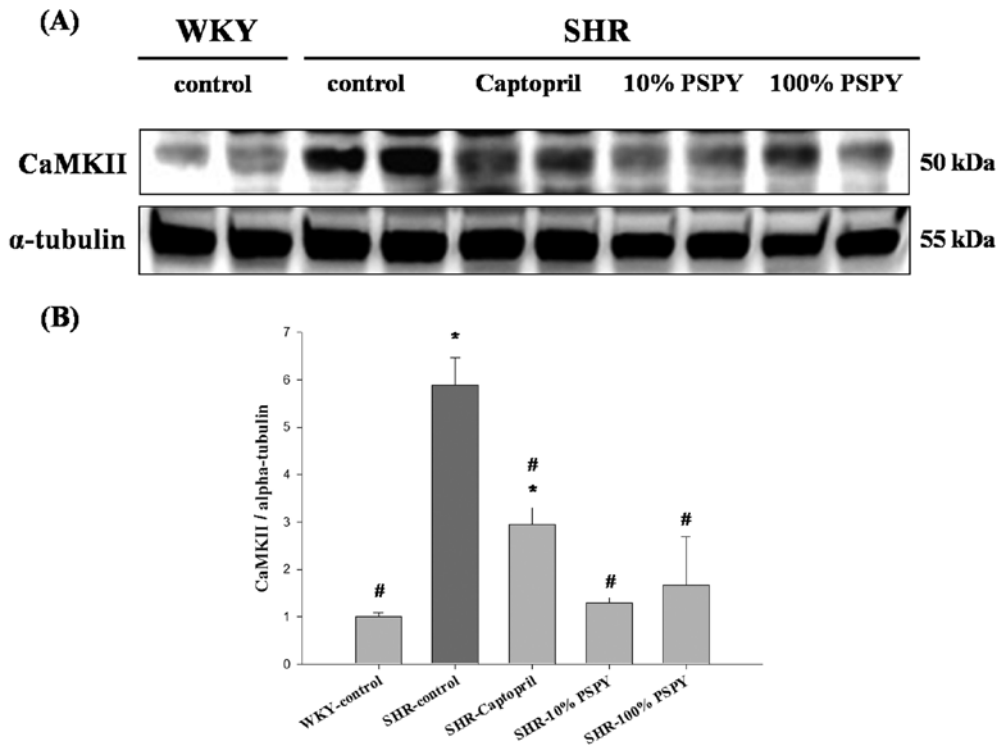 (A)
WKY SHR
control control Captopril 10% PSPY 100% PSPY
CaMKII 50 kDa
α-tubulin 55 kDa
(B)
CaMKII / alpha-tubulin
7
6
5
4
3
2
1
0
#
*
#
*
#
#
WKY-control
SHR-control
SHR-Captopril
SHR-10% PSPY
SHR-100% PSPY